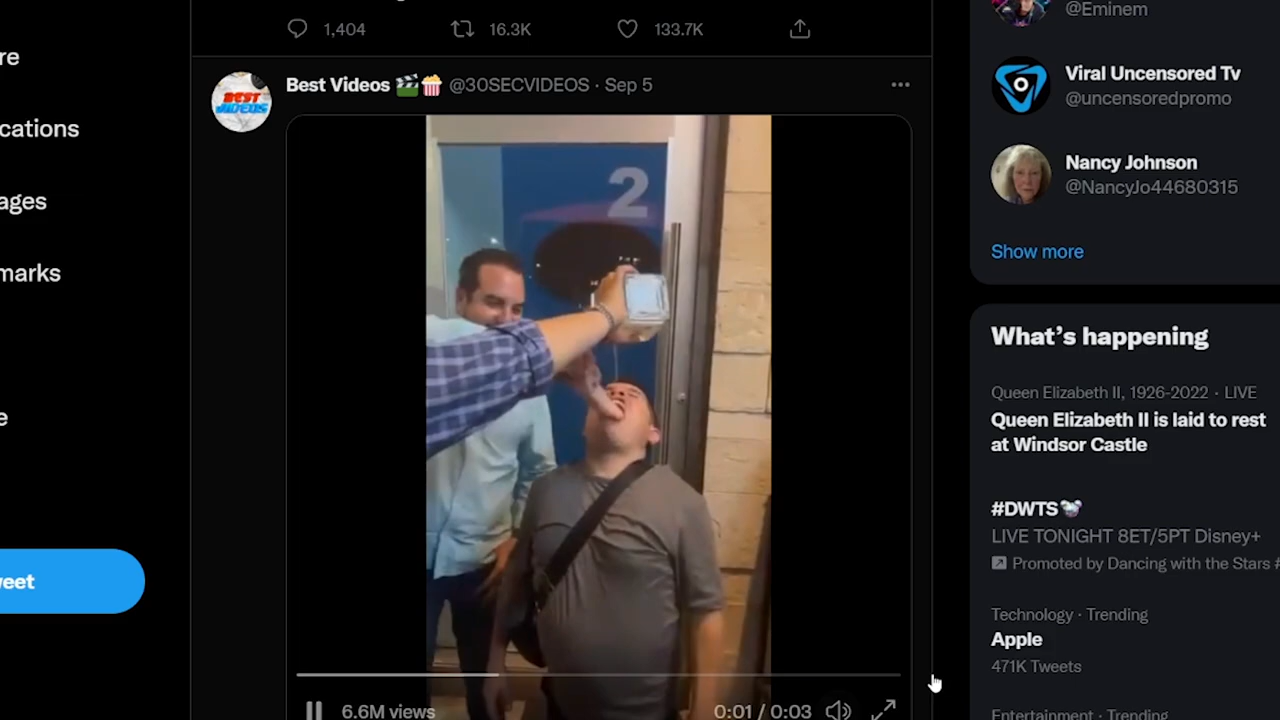 1,404 16.3K 133.7K
re
cations
ages
marks
e
eet
Best Videos 🎬🍿 @30SECVIDEOS · Sep 5
BEST
VIDEOS
2
6.6M views 0:01 / 0:03
@Eminem
Viral Uncensored Tv
@uncensoredpromo
Nancy Johnson
@NancyJo44680315
Show more
What's happening
Queen Elizabeth II, 1926-2022 · LIVE
Queen Elizabeth II is laid to rest
at Windsor Castle
#DWTS
LIVE TONIGHT 8ET/5PT Disney+
Promoted by Dancing with the Stars #
Technology · Trending
Apple
471K Tweets
Entertainment · Trending